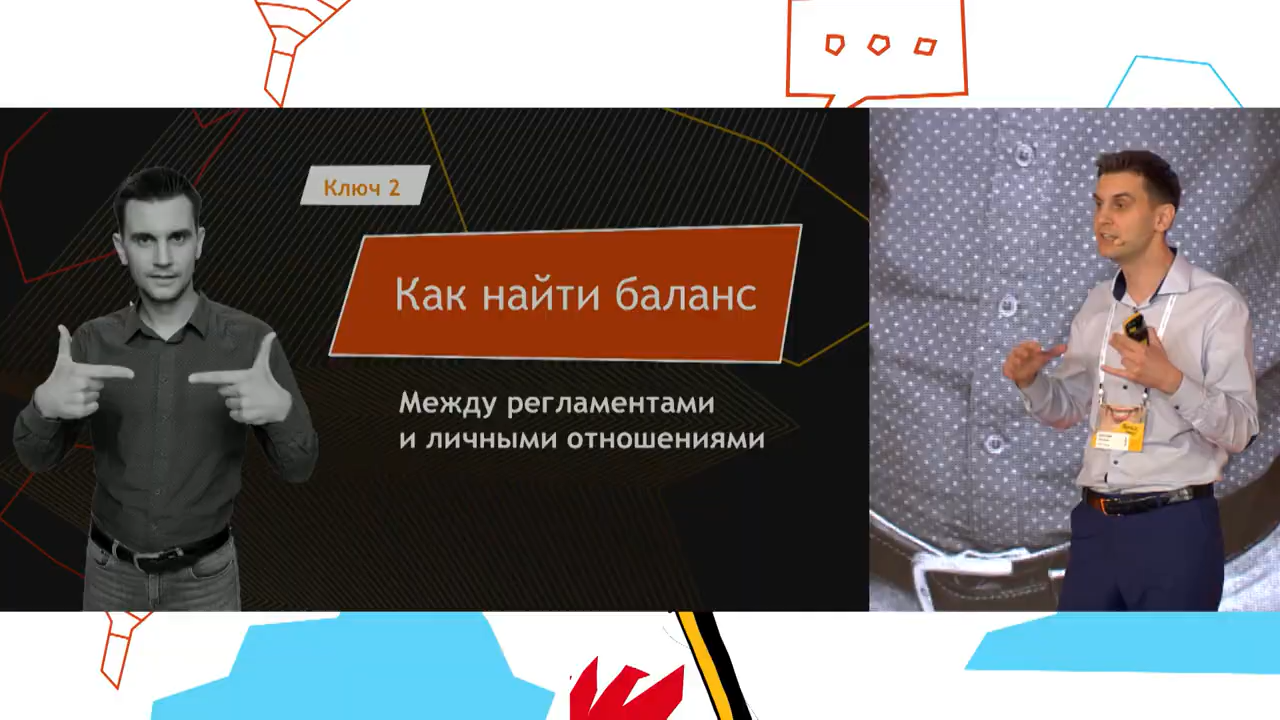 Ключ 2
Как найти баланс
Между регламентами
и личными отношениями